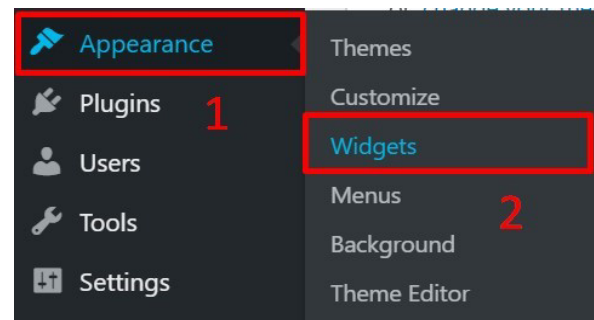 Appearance
Plugins
1
Users
Tools
Settings
Themes
Customize
Widgets
Menus
2
Background
Theme Editor